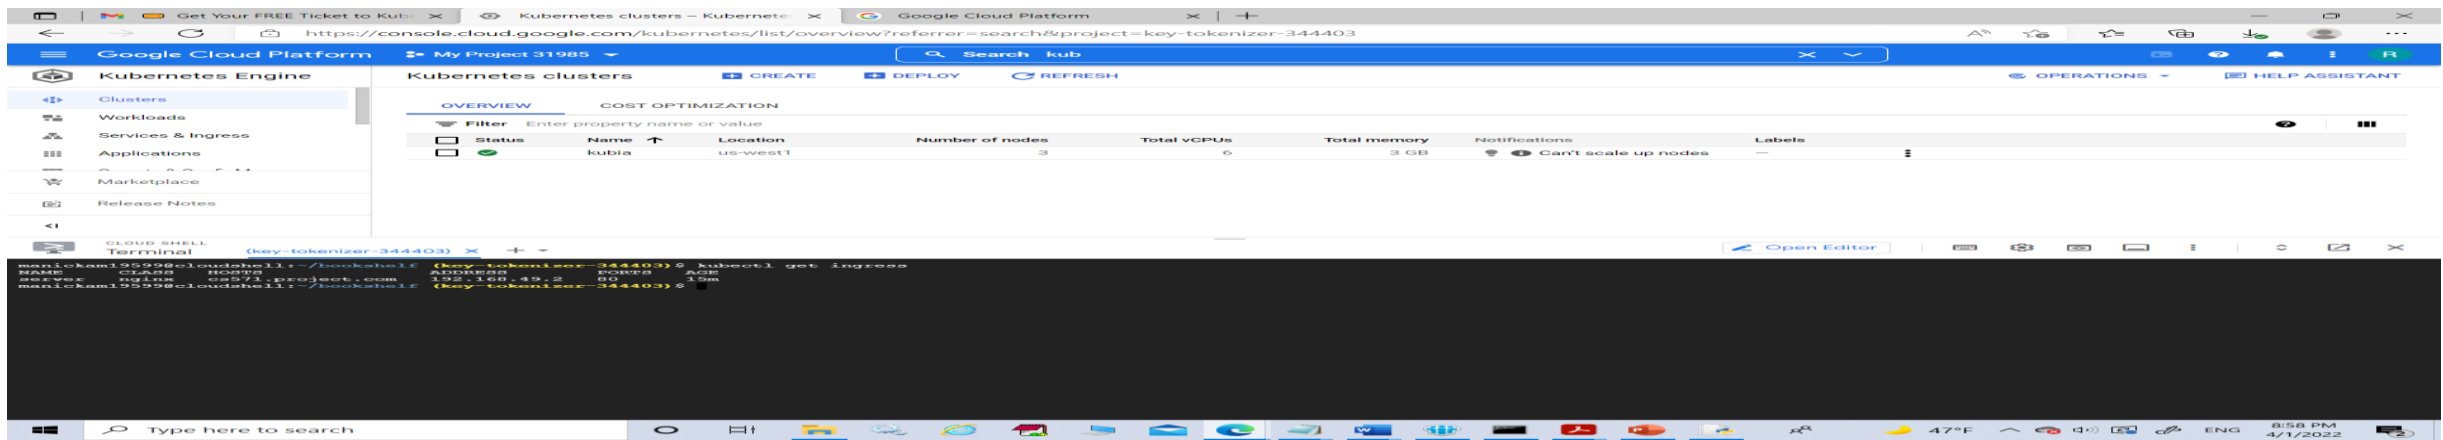 Get Your FREE Ticket to Kub
Kubernetes clusters – Kubernete
Google Cloud Platform
https://console.cloud.google.com/kubernetes/list/overview?referrer=search&project=key-tokenizer-344403
Google Cloud Platform
My Project 31985
Search kub
R
Kubernetes Engine
Kubernetes clusters
CREATE
DEPLOY
REFRESH
OPERATIONS
HELP ASSISTANT
Clusters
Workloads
Services & Ingress
Applications
Marketplace
Release Notes
OVERVIEW
COST OPTIMIZATION
Filter Enter property name or value
Status Name Location Number of nodes Total vCPUs Total memory Notifications Labels
kubia us-west1 3 6 3 GB Can't scale up nodes —
CLOUD SHELL
Terminal
(key-tokenizer-344403)
Open Editor
manickam19599@cloudshell:~/bookshelf (key-tokenizer-344403)$ kubectl get ingress
NAME CLASS HOSTS ADDRESS PORTS AGE
server nginx cs571.project.com 192.168.49.2 80 15m
manickam19599@cloudshell:~/bookshelf (key-tokenizer-344403)$
Type here to search
47°F
ENG
8:58 PM
4/1/2022
2